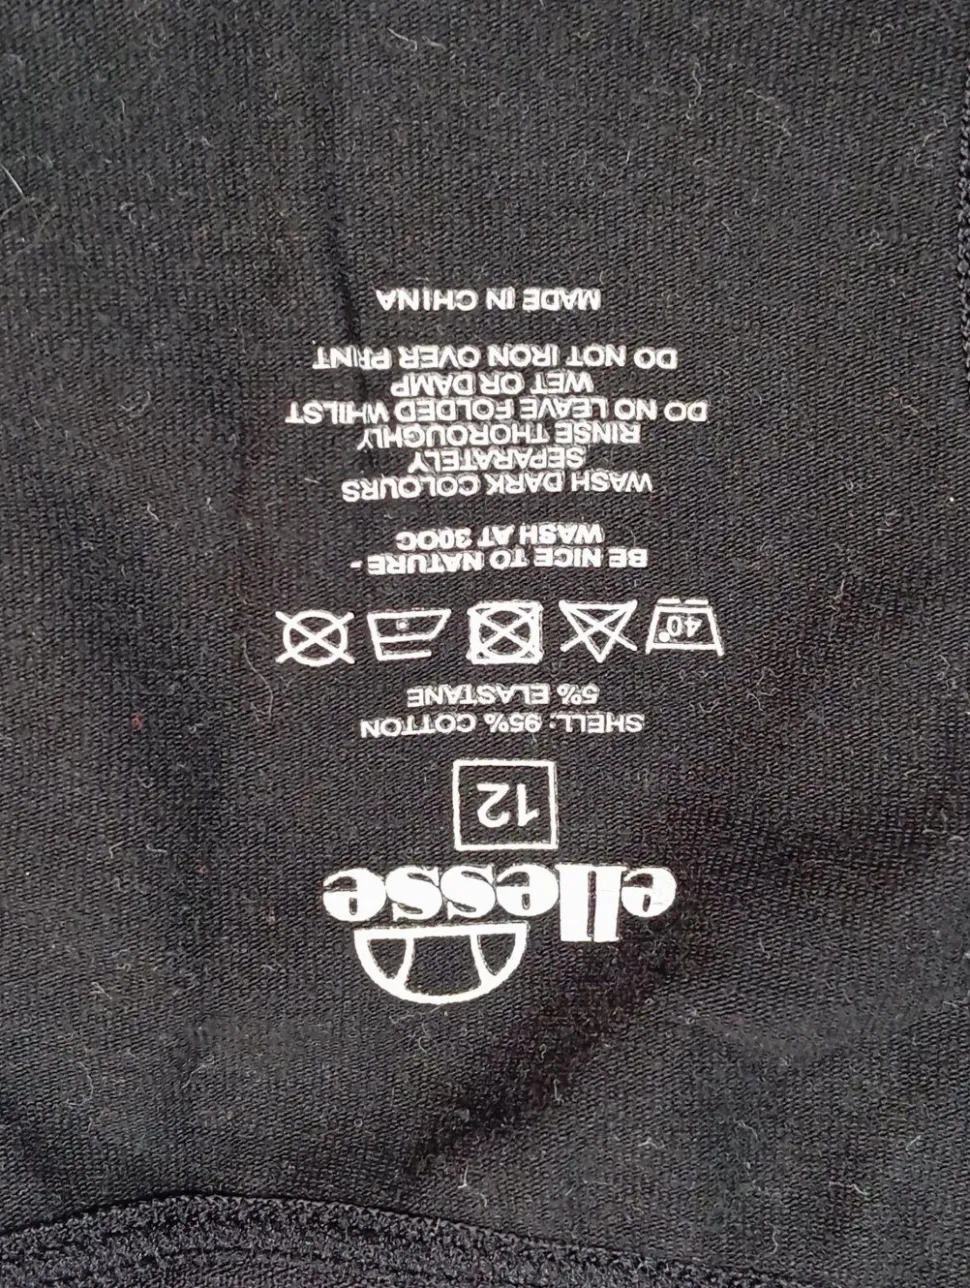 ellesse
12
SHELL: 95% COTTON
5% ELASTANE
40°
BE NICE TO NATURE -
WASH AT 30OC
WASH DARK COLOURS
SEPARATELY
RINSE THOROUGHLY
DO NO LEAVE FOLDED WHILST
WET OR DAMP
DO NOT IRON OVER PRINT
MADE IN CHINA